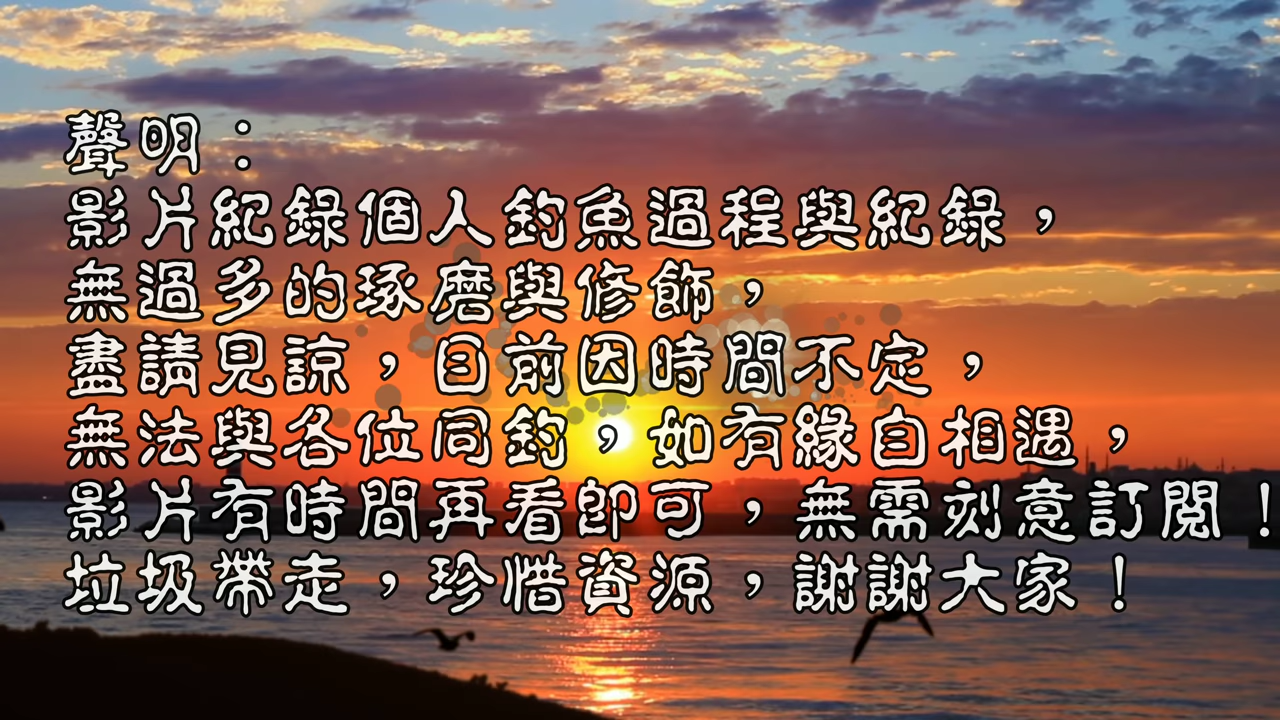 聲明：
影片紀錄個人釣魚過程與紀錄，
無過多的琢磨與修飾，
盡請見諒，目前因時間不定，
無法與各位同釣，如有緣自相遇，
影片有時間再看即可，無需刻意訂閱！
垃圾帶走，珍惜資源，謝謝大家！